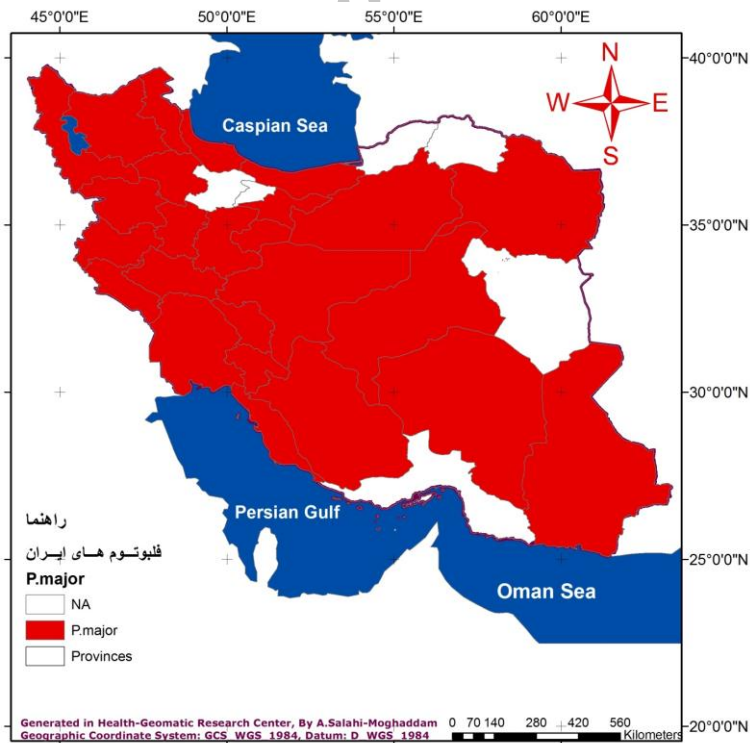 45°0'0"E 50°0'0"E 55°0'0"E 60°0'0"E
40°0'0"N
N
W E
S
Caspian Sea
35°0'0"N
30°0'0"N
Persian Gulf
راهنما
فلبوتوم های ایران
25°0'0"N
P.major
Oman Sea
NA
P.major
Provinces
Generated in Health-Geomatic Research Center, By A.Salahi-Moghaddam
Geographic Coordinate System: GCS_WGS_1984, Datum: D_WGS_1984
0 70 140 280 420 560
Kilometers
20°0'0"N